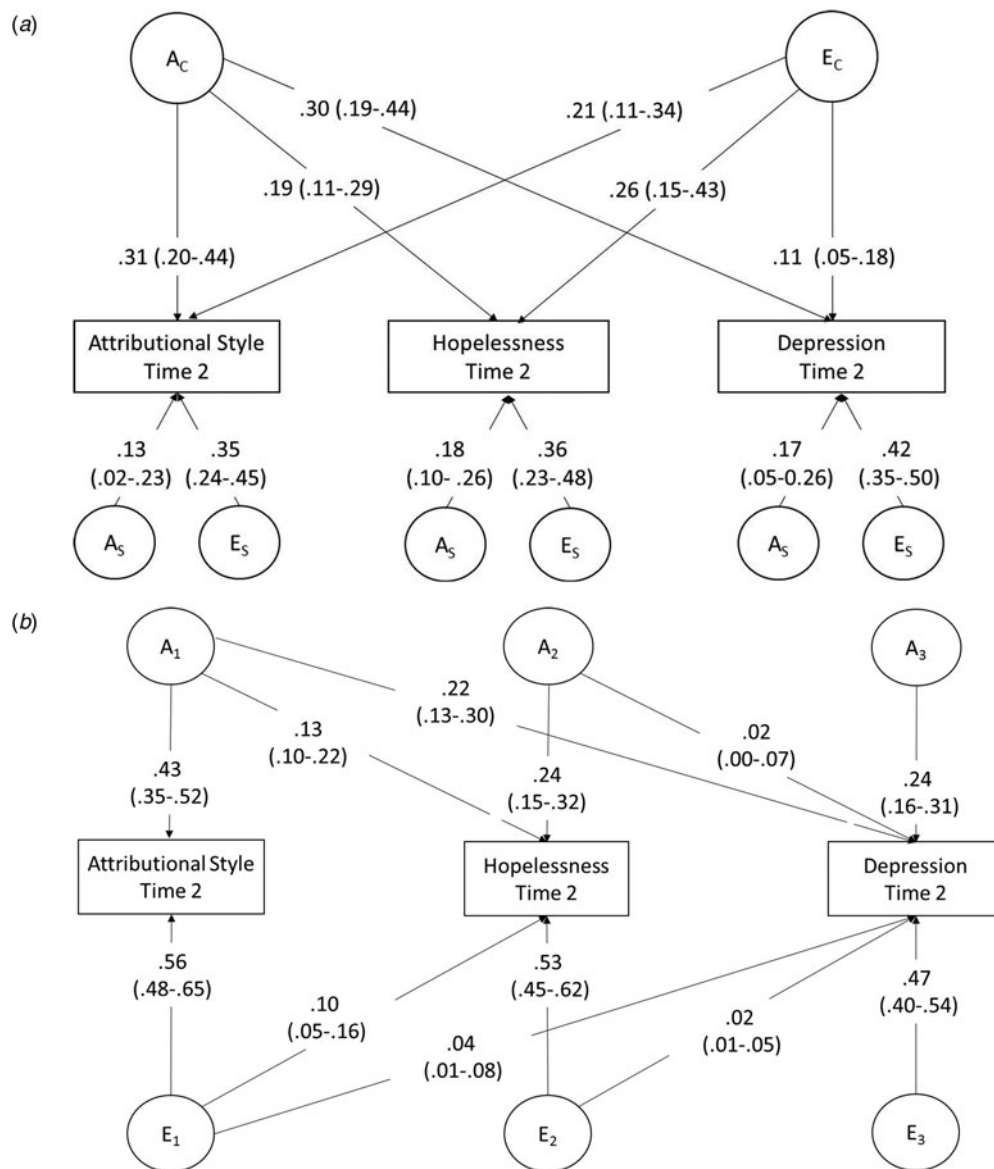 (a)
A_C
E_C
.30 (.19-.44)
.21 (.11-.34)
.19 (.11-.29)
.26 (.15-.43)
.31 (.20-.44)
.11 (.05-.18)
Attributional Style
Time 2
Hopelessness
Time 2
Depression
Time 2
.13
(.02-.23)
.35
(.24-.45)
.18
(.10- .26)
.36
(.23-.48)
.17
(.05-0.26)
.42
(.35-.50)
A_S
E_S
A_S
E_S
A_S
E_S
(b)
A_1
A_2
A_3
.22
(.13-.30)
.13
(.10-.22)
.02
(.00-.07)
.43
(.35-.52)
.24
(.15-.32)
.24
(.16-.31)
Attributional Style
Time 2
Hopelessness
Time 2
Depression
Time 2
.56
(.48-.65)
.53
(.45-.62)
.47
(.40-.54)
.10
(.05-.16)
.04
(.01-.08)
.02
(.01-.05)
E_1
E_2
E_3